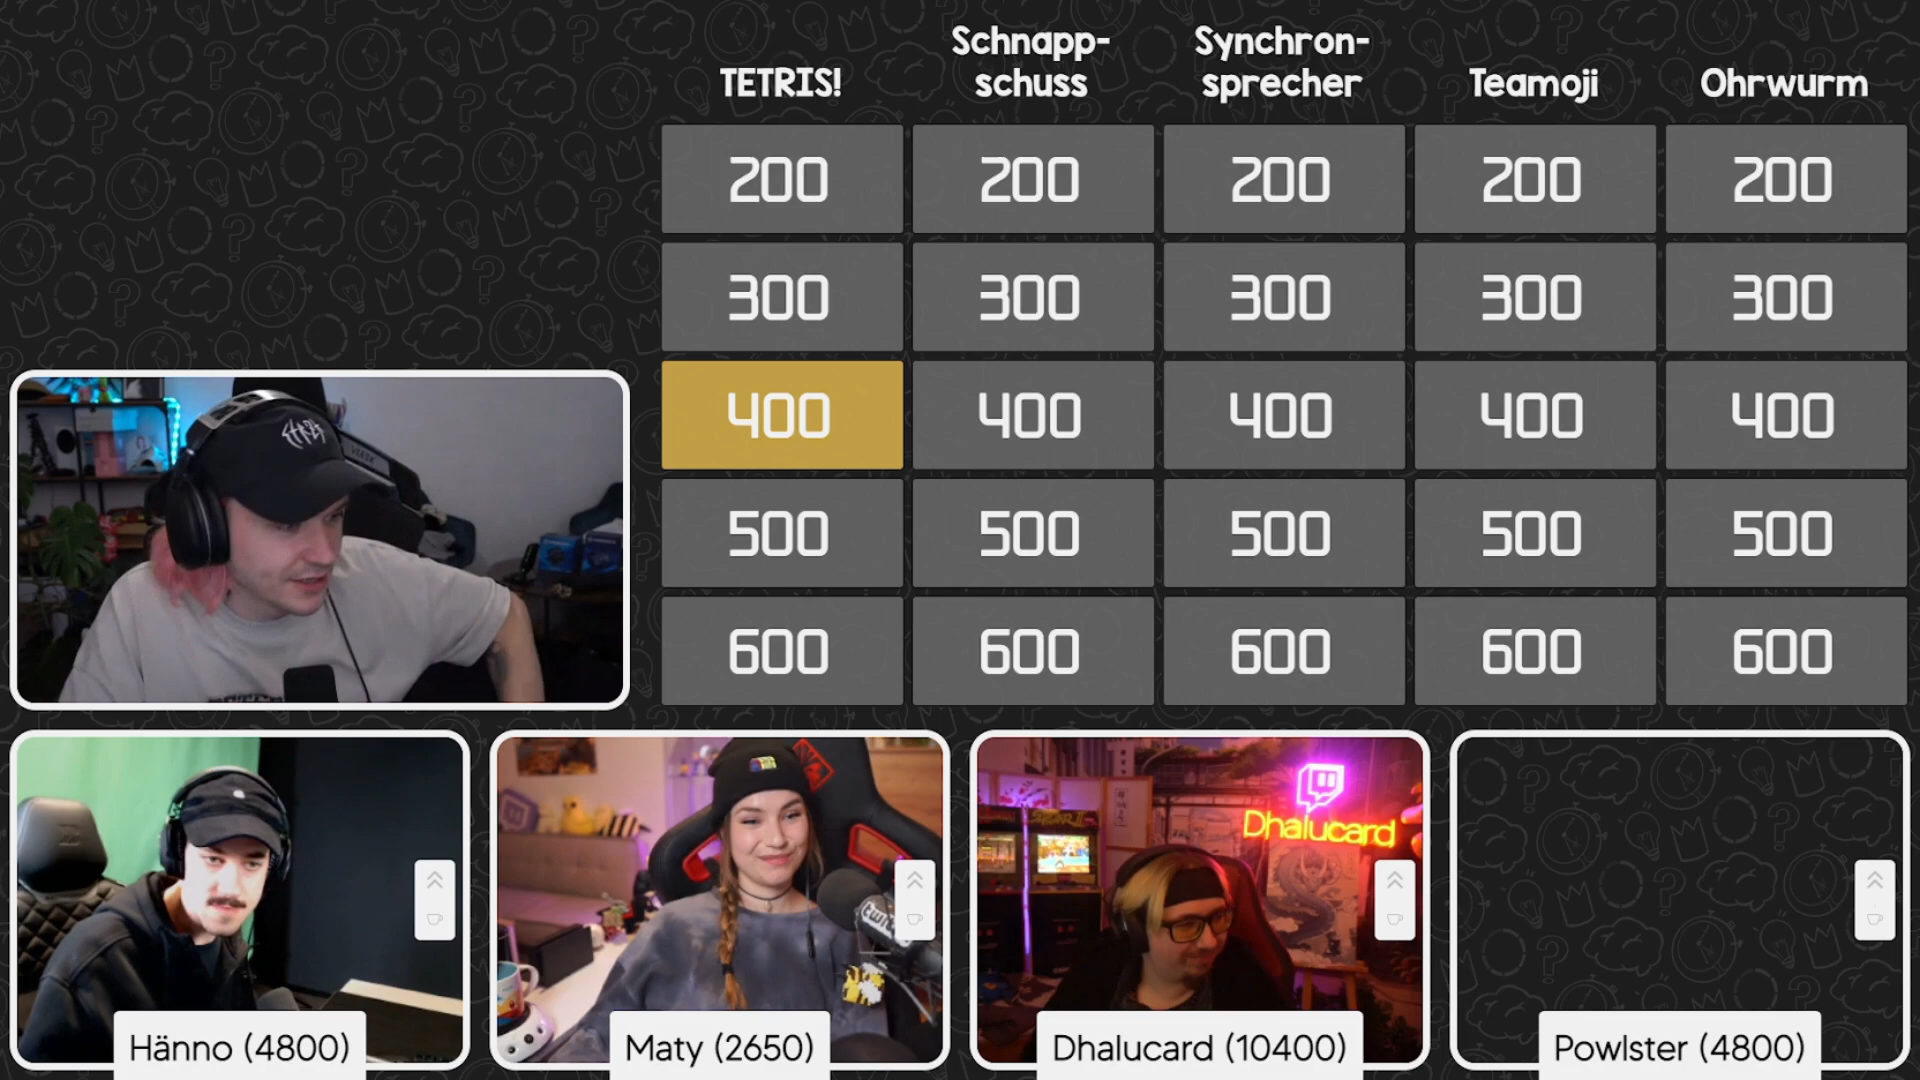 TETRIS!
Schnapp-
schuss
Synchron-
sprecher
Teamoji
Ohrwurm
200 200 200 200 200
300 300 300 300 300
400 400 400 400 400
500 500 500 500 500
600 600 600 600 600
Dhalucard
Hänno (4800)
Maty (2650)
Dhalucard (10400)
Powlster (4800)